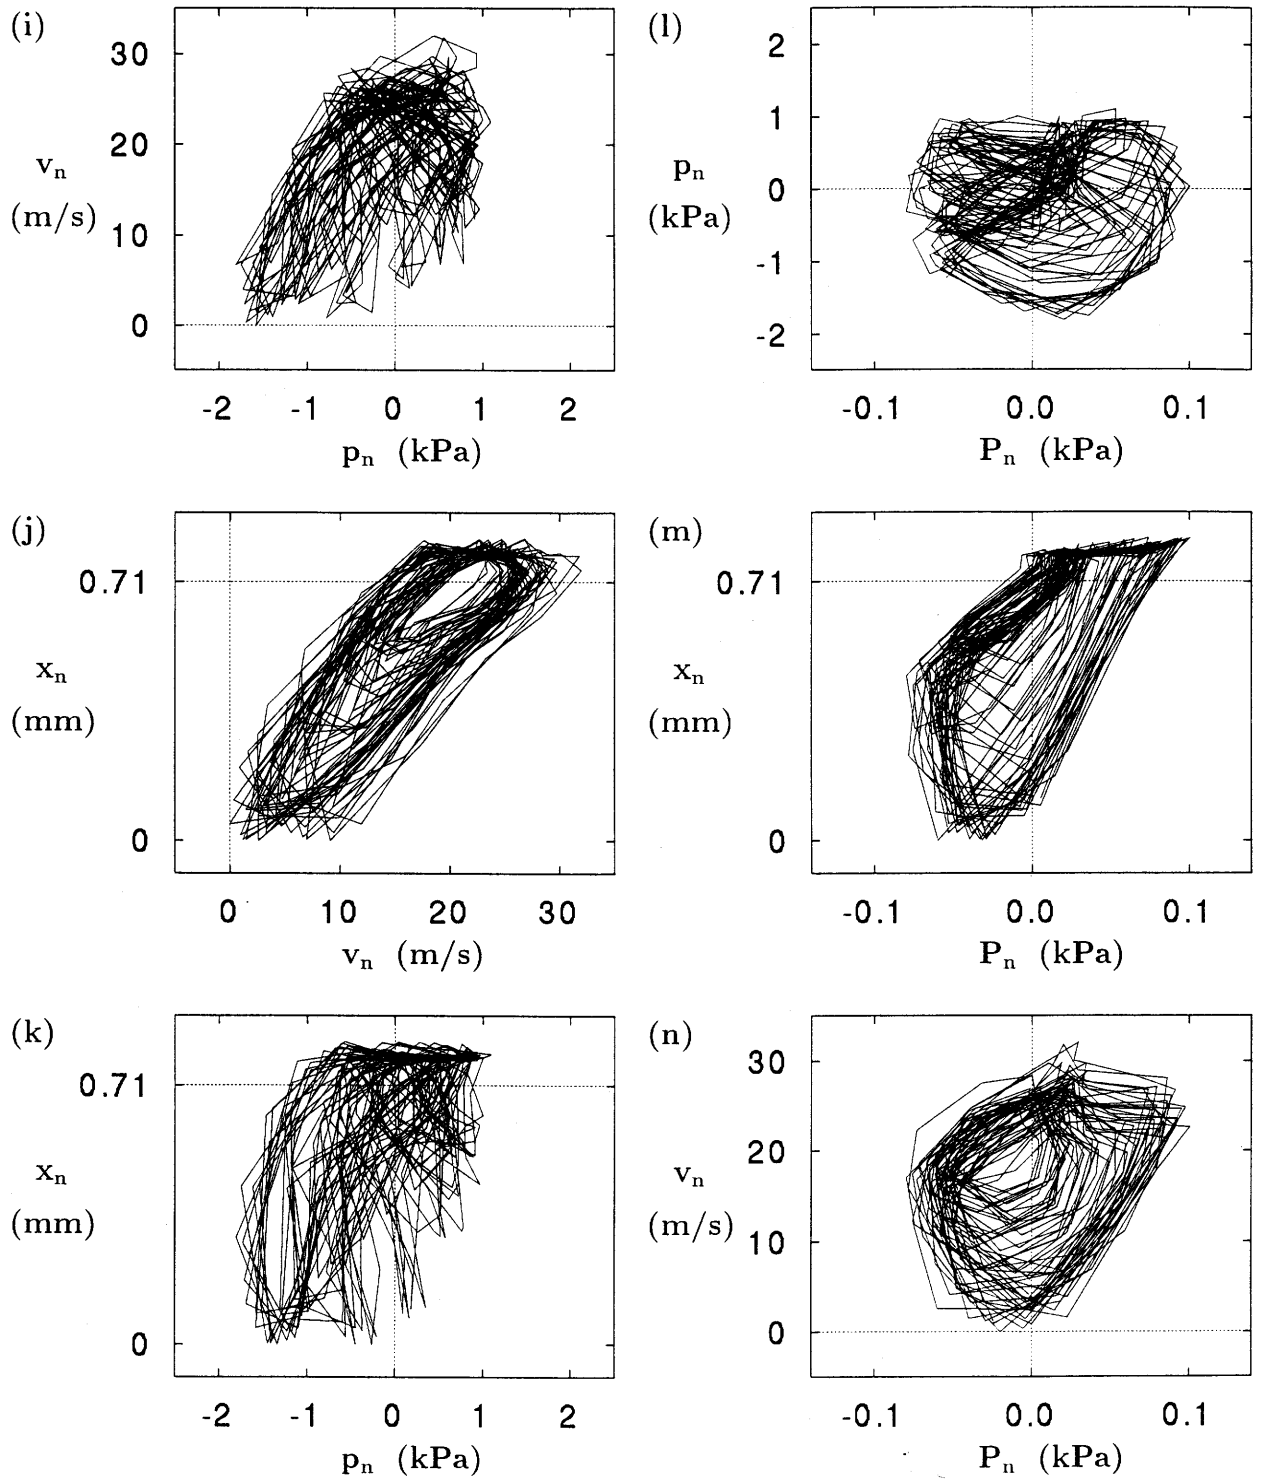 (i)
30
20
10
0
vn
(m/s)
-2 -1 0 1 2
pn (kPa)
(l)
2
1
0
-1
-2
pn
(kPa)
-0.1 0.0 0.1
Pn (kPa)
(j)
0.71
0
xn
(mm)
0 10 20 30
vn (m/s)
(m)
0.71
0
xn
(mm)
-0.1 0.0 0.1
Pn (kPa)
(k)
0.71
0
xn
(mm)
-2 -1 0 1 2
pn (kPa)
(n)
30
20
10
0
vn
(m/s)
-0.1 0.0 0.1
Pn (kPa)